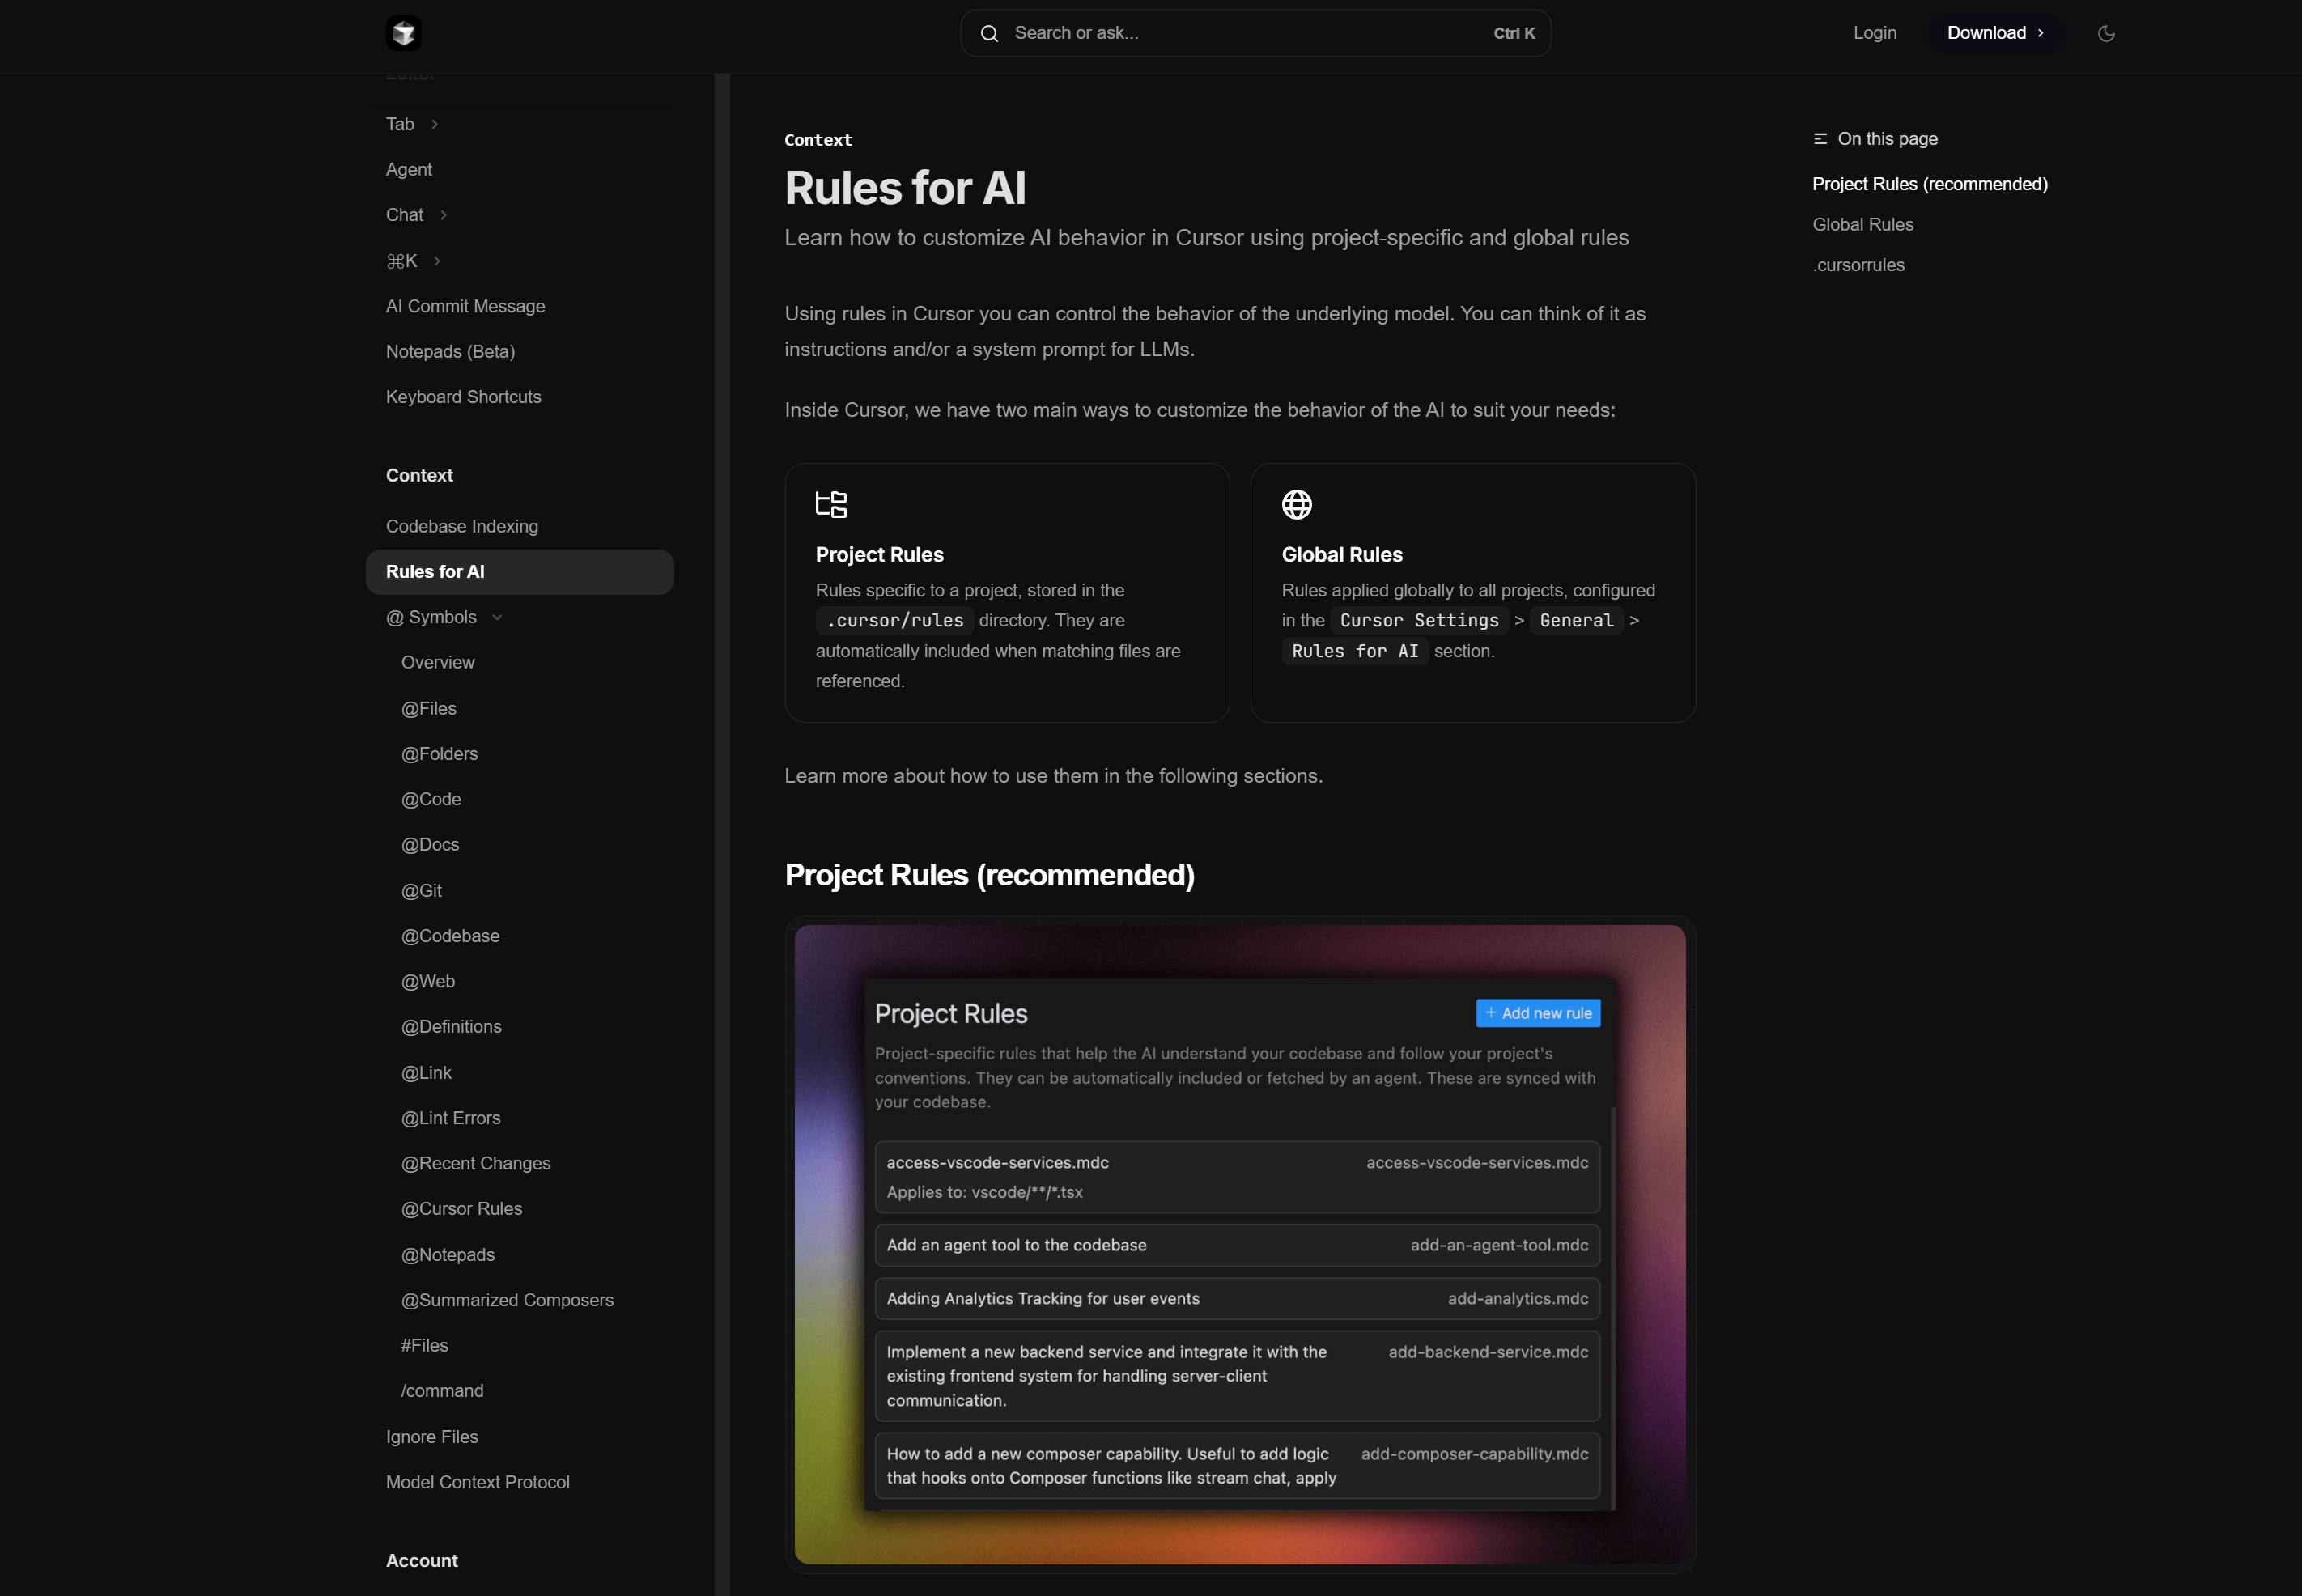 Search or ask...
Ctrl K
Login
Download
Editor
Tab
Agent
Chat
⌘K
AI Commit Message
Notepads (Beta)
Keyboard Shortcuts
Context
Codebase Indexing
Rules for AI
@ Symbols
Overview
@Files
@Folders
@Code
@Docs
@Git
@Codebase
@Web
@Definitions
@Link
@Lint Errors
@Recent Changes
@Cursor Rules
@Notepads
@Summarized Composers
#Files
/command
Ignore Files
Model Context Protocol
Account
Context
Rules for AI
Learn how to customize AI behavior in Cursor using project-specific and global rules
Using rules in Cursor you can control the behavior of the underlying model. You can think of it as
instructions and/or a system prompt for LLMs.
Inside Cursor, we have two main ways to customize the behavior of the AI to suit your needs:
Project Rules
Rules specific to a project, stored in the
.cursor/rules directory. They are
automatically included when matching files are
referenced.
Global Rules
Rules applied globally to all projects, configured
in the Cursor Settings > General >
Rules for AI section.
Learn more about how to use them in the following sections.
Project Rules (recommended)
Project Rules
+ Add new rule
Project-specific rules that help the AI understand your codebase and follow your project's
conventions. They can be automatically included or fetched by an agent. These are synced with
your codebase.
access-vscode-services.mdc
access-vscode-services.mdc
Applies to: vscode/**/*.tsx
Add an agent tool to the codebase
add-an-agent-tool.mdc
Adding Analytics Tracking for user events
add-analytics.mdc
Implement a new backend service and integrate it with the
add-backend-service.mdc
existing frontend system for handling server-client
communication.
How to add a new composer capability. Useful to add logic
add-composer-capability.mdc
that hooks onto Composer functions like stream chat, apply
On this page
Project Rules (recommended)
Global Rules
.cursorrules